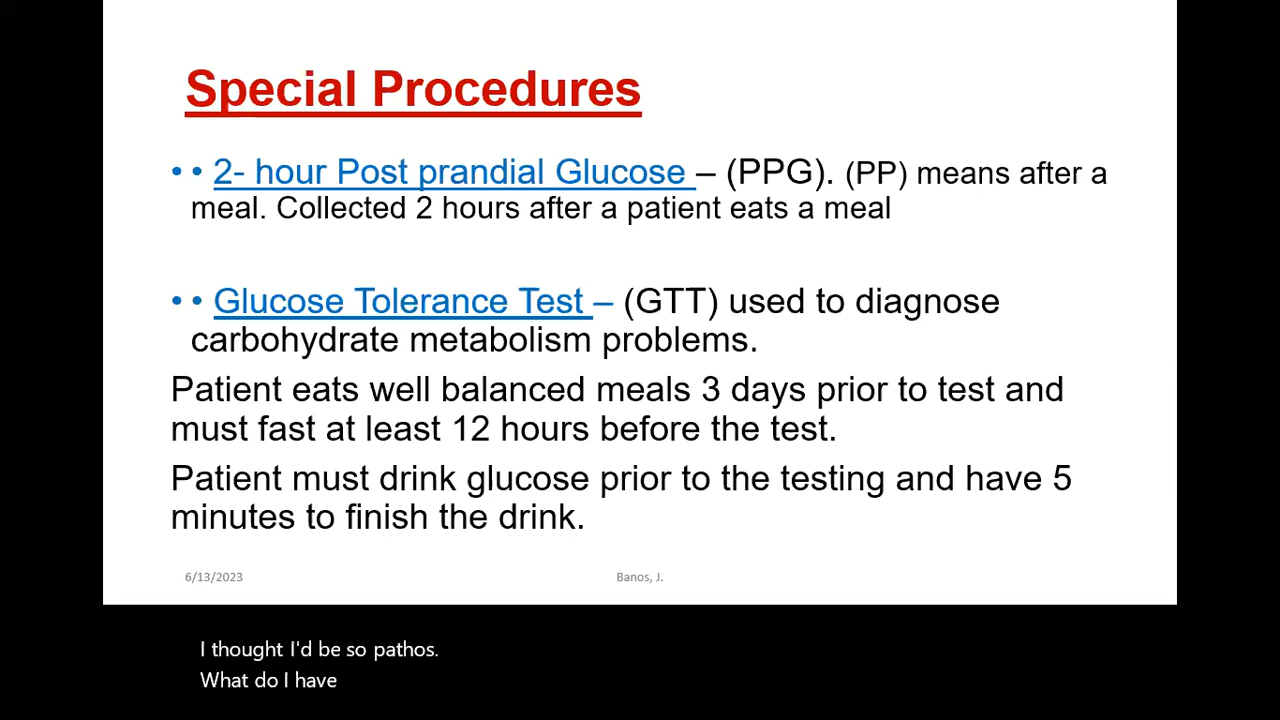 Special Procedures
• • 2- hour Post prandial Glucose – (PPG). (PP) means after a
meal. Collected 2 hours after a patient eats a meal
• • Glucose Tolerance Test – (GTT) used to diagnose
carbohydrate metabolism problems.
Patient eats well balanced meals 3 days prior to test and
must fast at least 12 hours before the test.
Patient must drink glucose prior to the testing and have 5
minutes to finish the drink.
6/13/2023
Banos, J.
I thought I'd be so pathos.
What do I have